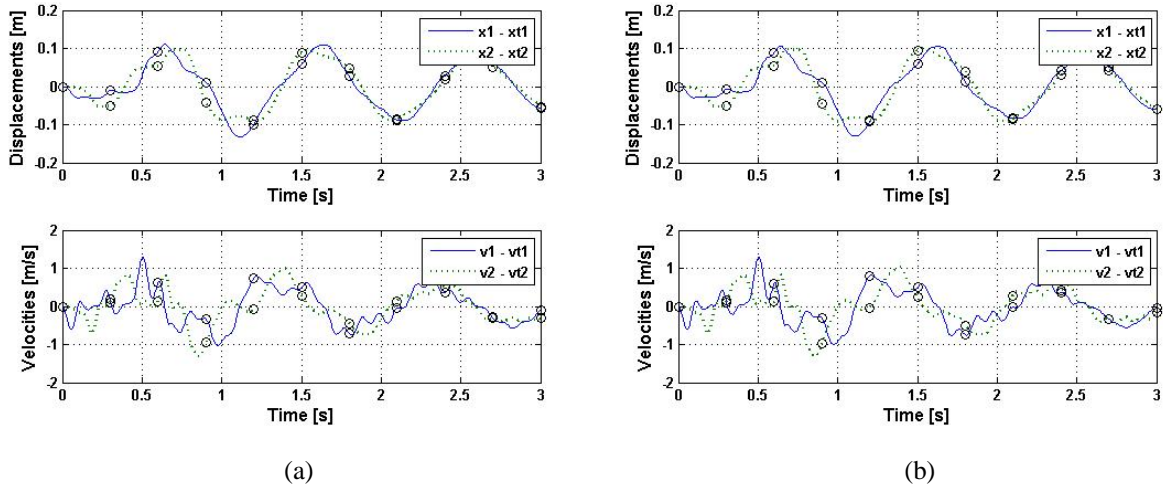 Displacements [m]
0.2
0.1
0.0
-0.1
-0.2
x1 - xt1
x2 - xt2
0
0.5
1
1.5
2
2.5
3
Time [s]
Velocities [m/s]
2
1
0
-1
-2
v1 - vt1
v2 - vt2
0
0.5
1
1.5
2
2.5
3
Time [s]
(a)
Displacements [m]
0.2
0.1
0.0
-0.1
-0.2
x1 - xt1
x2 - xt2
0
0.5
1
1.5
2
2.5
3
Time [s]
Velocities [m/s]
2
1
0
-1
-2
v1 - vt1
v2 - vt2
0
0.5
1
1.5
2
2.5
3
Time [s]
(b)